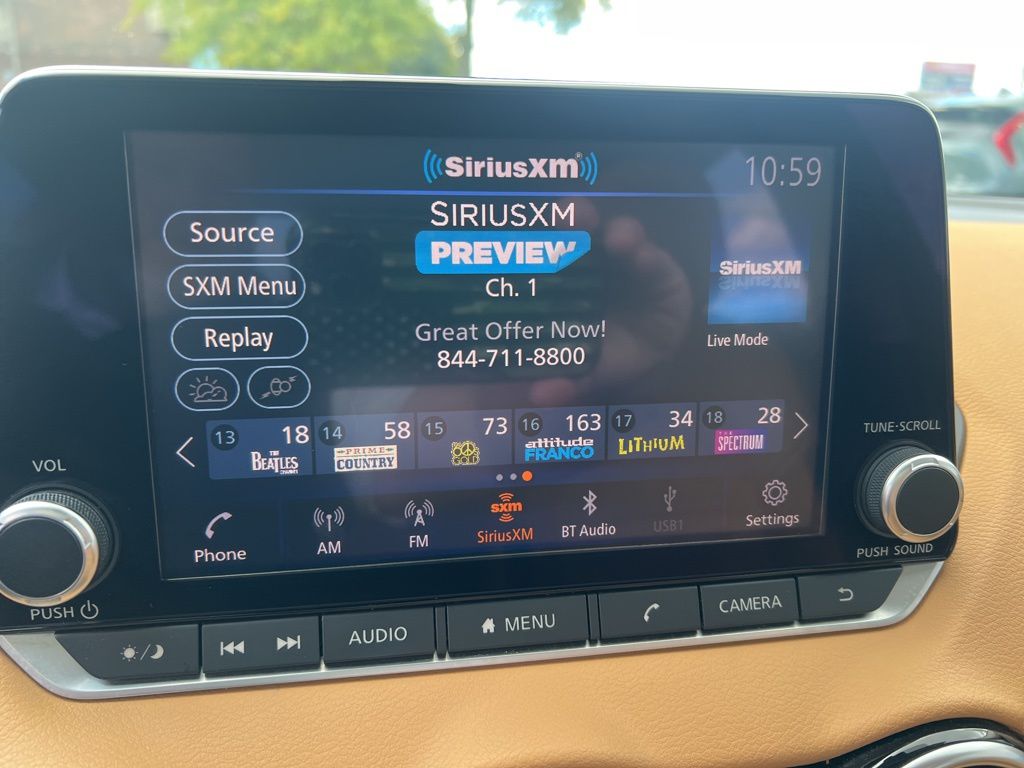 SiriusXM
10:59
SIRIUSXM
PREVIEW
Ch. 1
Great Offer Now!
844-711-8800
Source
SXM Menu
Replay
SiriusXM
Live Mode
13 18 THE BEATLES CHANNEL
14 58 PRIME COUNTRY
15 73 GOLD
16 163 attitude FRANCO
17 34 LITHIUM
18 28 THE SPECTRUM
Phone
AM
FM
sxm
SiriusXM
BT Audio
USB1
Settings
VOL
PUSH
TUNE·SCROLL
PUSH SOUND
AUDIO
MENU
CAMERA